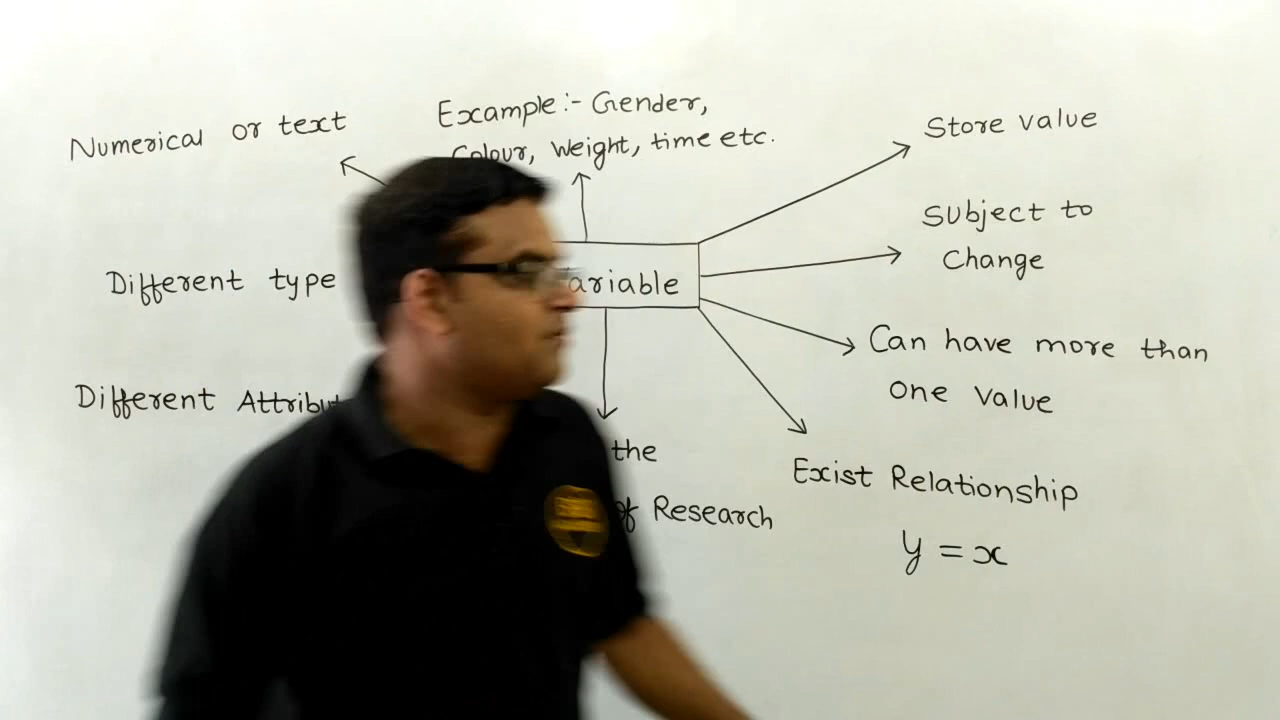 Numerical or text
Example:- Gender,
Colour, Weight, time etc.
Store value
Subject to
Change
Different type
Variable
Can have more than
one value
Different
the
of Research
Exist Relationship
y = x